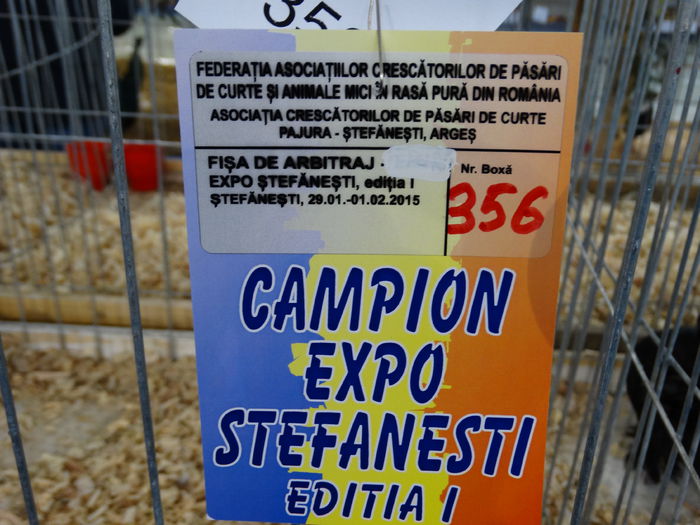 35
FEDERAȚIA ASOCIAȚIILOR CRESCĂTORILOR DE PĂSĂRI
DE CURTE ȘI ANIMALE MICI ÎN RASĂ PURĂ DIN ROMÂNIA
ASOCIAȚIA CRESCĂTORILOR DE PĂSĂRI DE CURTE
PAJURA - ȘTEFĂNEȘTI, ARGEȘ
FIȘA DE ARBITRAJ -
EXPO ȘTEFĂNEȘTI, ediția I
ȘTEFĂNEȘTI, 29.01.-01.02.2015
Nr. Boxă
356
CAMPION
EXPO
STEFANESTI
EDITIA I